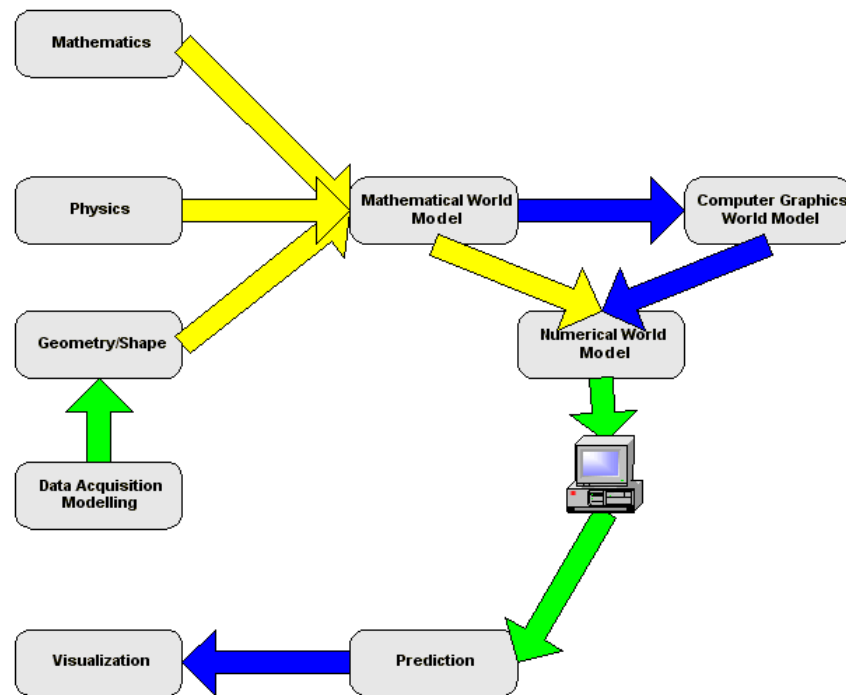 Mathematics
Physics
Mathematical World
Model
Computer Graphics
World Model
Geometry/Shape
Numerical World
Model
Data Acquisition
Modelling
Visualization
Prediction